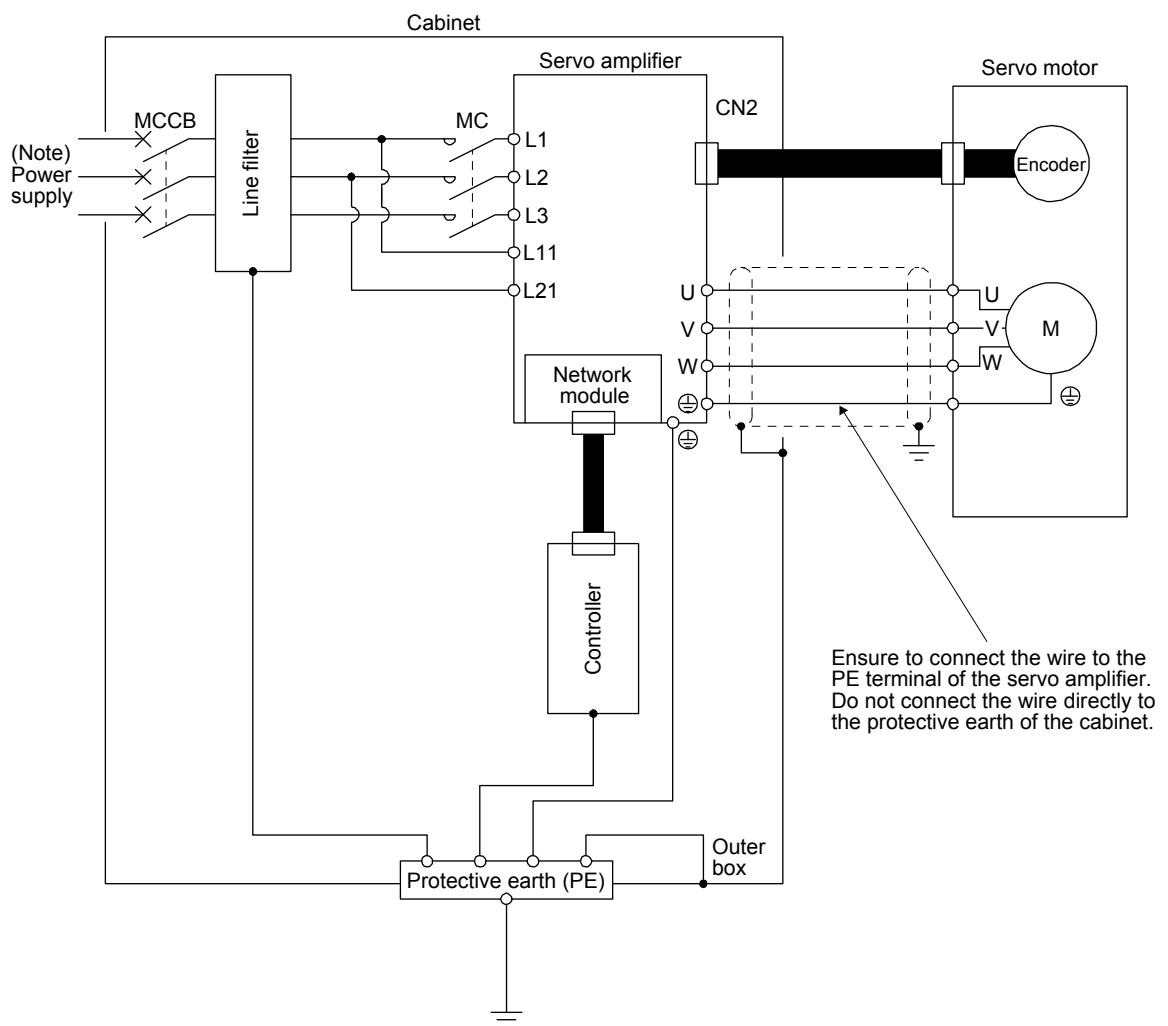 Cabinet
Servo amplifier
Servo motor
CN2
MCCB
MC
(Note)
Power
supply
Line filter
L1
L2
L3
L11
L21
Encoder
U
V
W
U
V
W
M
Network
module
Controller
Ensure to connect the wire to the
PE terminal of the servo amplifier.
Do not connect the wire directly to
the protective earth of the cabinet.
Outer
box
Protective earth (PE)